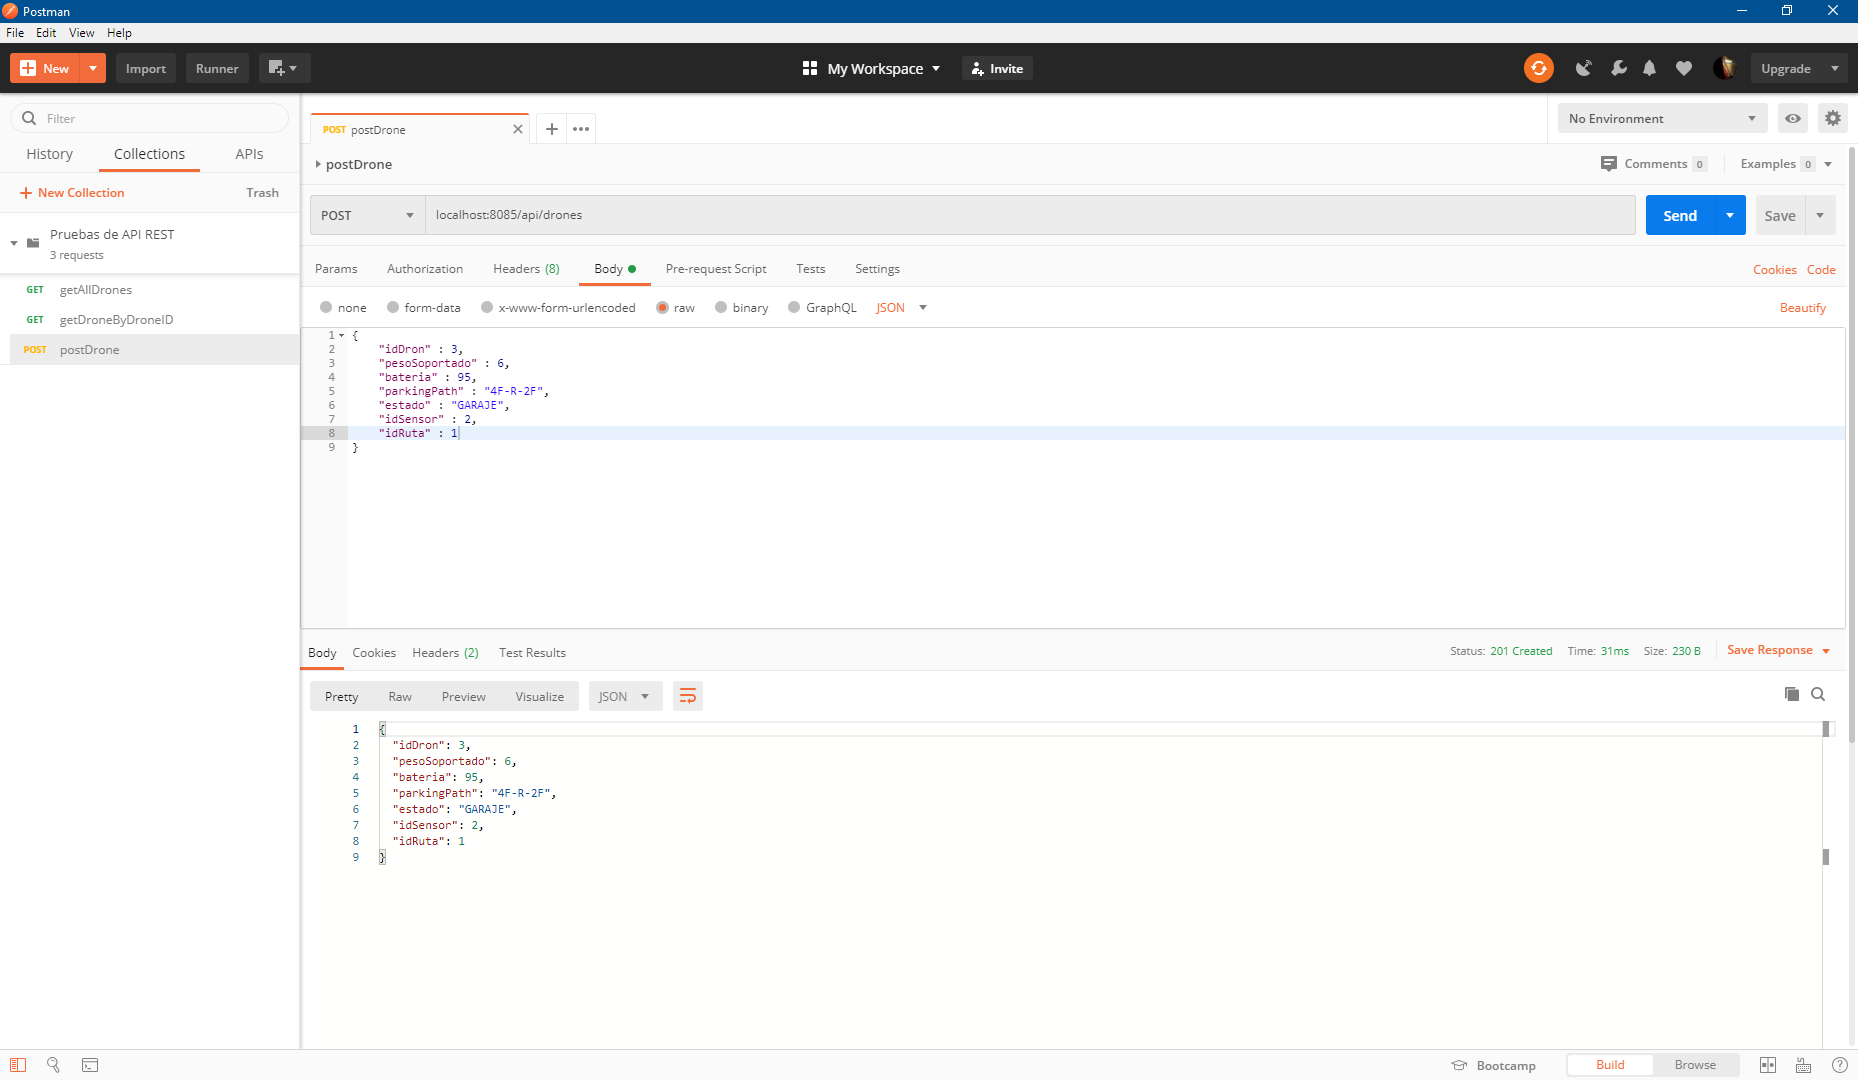 Postman
File Edit View Help
New Import Runner My Workspace Invite Upgrade
Filter
History Collections APIs
New Collection Trash
Pruebas de API REST
3 requests
GET getAllDrones
GET getDroneByDroneID
POST postDrone
POST postDrone
No Environment
postDrone
Comments 0 Examples 0
POST localhost:8085/api/drones Send Save
Params Authorization Headers (8) Body Pre-request Script Tests Settings Cookies Code
none form-data x-www-form-urlencoded raw binary GraphQL JSON Beautify
1 {
2 "idDron" : 3,
3 "pesoSoportado" : 6,
4 "bateria" : 95,
5 "parkingPath" : "4F-R-2F",
6 "estado" : "GARAJE",
7 "idSensor" : 2,
8 "idRuta" : 1
9 }
Body Cookies Headers (2) Test Results Status: 201 Created Time: 31ms Size: 230 B Save Response
Pretty Raw Preview Visualize JSON
1 {
2 "idDron": 3,
3 "pesoSoportado": 6,
4 "bateria": 95,
5 "parkingPath": "4F-R-2F",
6 "estado": "GARAJE",
7 "idSensor": 2,
8 "idRuta": 1
9 }
Bootcamp Build Browse